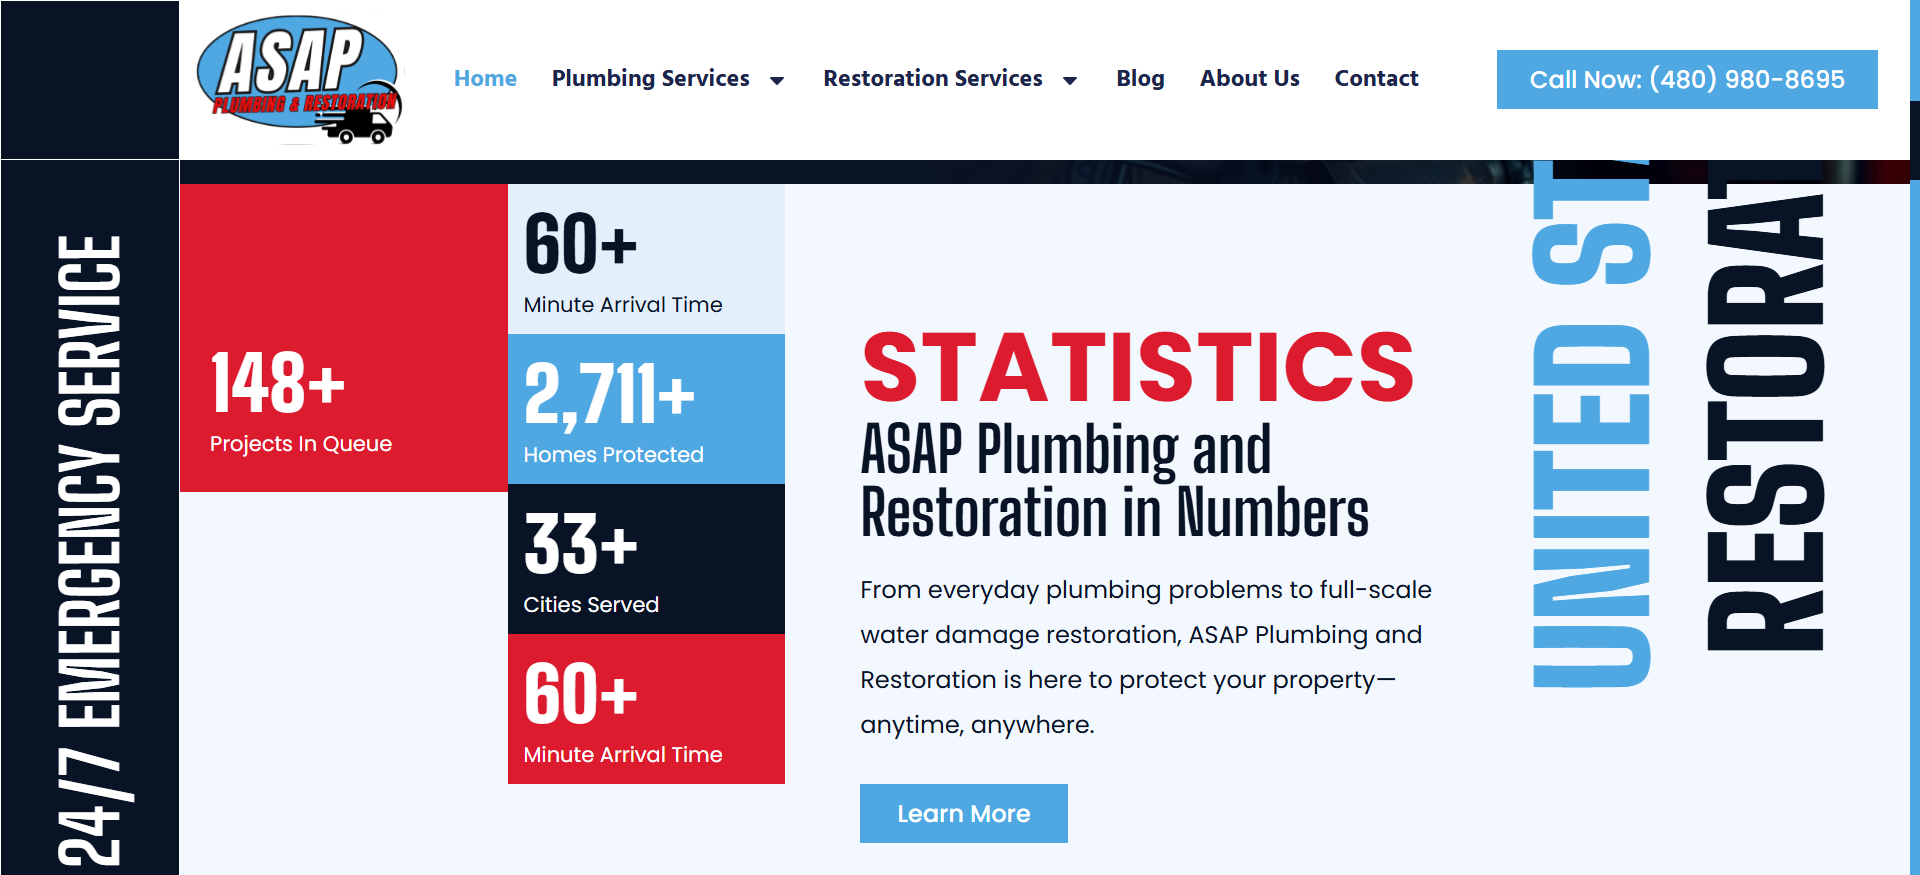 ASAP
PLUMBING & RESTORATION
Home
Plumbing Services
Restoration Services
Blog
About Us
Contact
Call Now: (480) 980-8695
24/7 EMERGENCY SERVICE
148+
Projects In Queue
60+
Minute Arrival Time
2,711+
Homes Protected
33+
Cities Served
60+
Minute Arrival Time
STATISTICS
ASAP Plumbing and
Restoration in Numbers
From everyday plumbing problems to full-scale
water damage restoration, ASAP Plumbing and
Restoration is here to protect your property—
anytime, anywhere.
Learn More
UNITED ST
RESTORAT